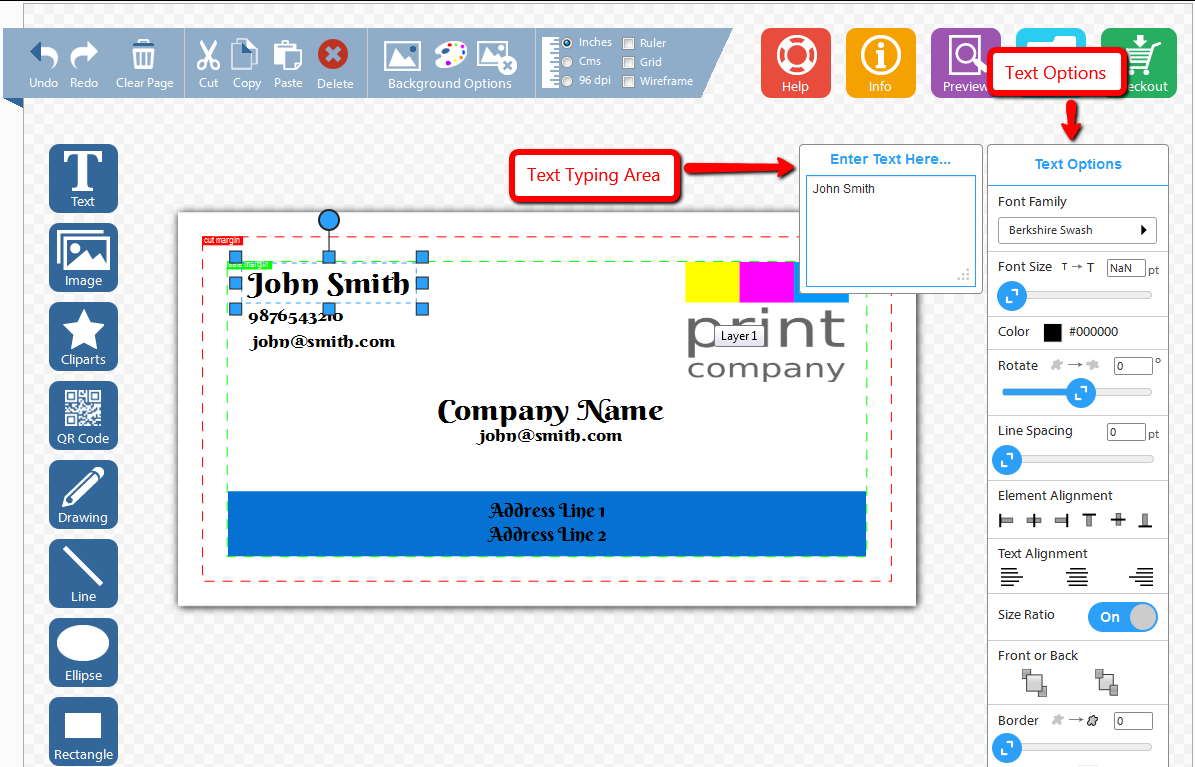 Undo Redo Clear Page Cut Copy Paste Delete Background Options
Inches Ruler
Cms Grid
96 dpi Wireframe
Help Info Preview eckout
Text Options
Text Typing Area
Enter Text Here...
John Smith
Text
Image
Cliparts
QR Code
Drawing
Line
Ellipse
Rectangle
cut margin
John Smith
9876543210
john@smith.com
print
Layer 1
company
Company Name
john@smith.com
Address Line 1
Address Line 2
Text Options
Font Family
Berkshire Swash
Font Size T T NaN pt
Color #000000
Rotate 0 °
Line Spacing 0 pt
Element Alignment
Text Alignment
Size Ratio On
Front or Back
Border 0